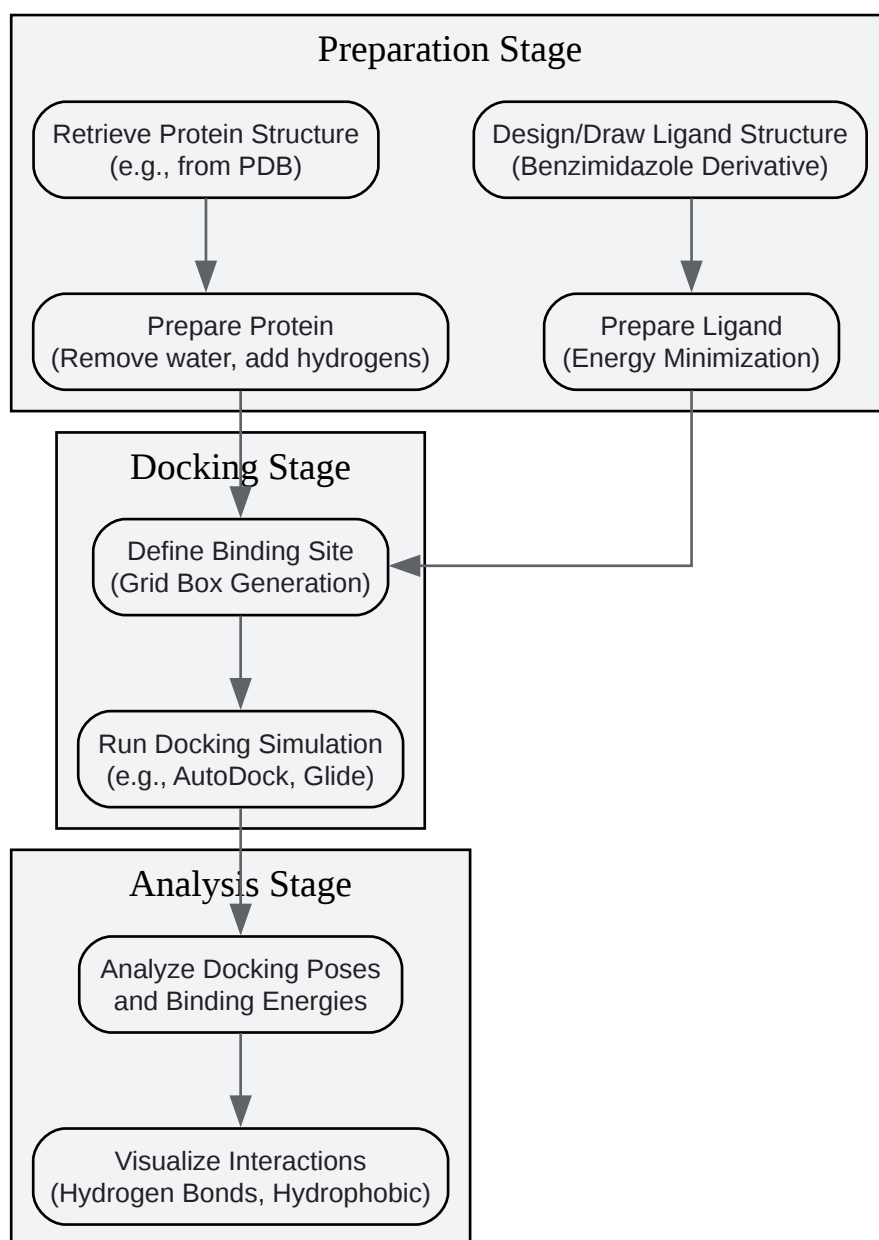 Preparation Stage
Retrieve Protein Structure
(e.g., from PDB)
Design/Draw Ligand Structure
(Benzimidazole Derivative)
Prepare Protein
(Remove water, add hydrogens)
Prepare Ligand
(Energy Minimization)
Docking Stage
Define Binding Site
(Grid Box Generation)
Run Docking Simulation
(e.g., AutoDock, Glide)
Analysis Stage
Analyze Docking Poses
and Binding Energies
Visualize Interactions
(Hydrogen Bonds, Hydrophobic)